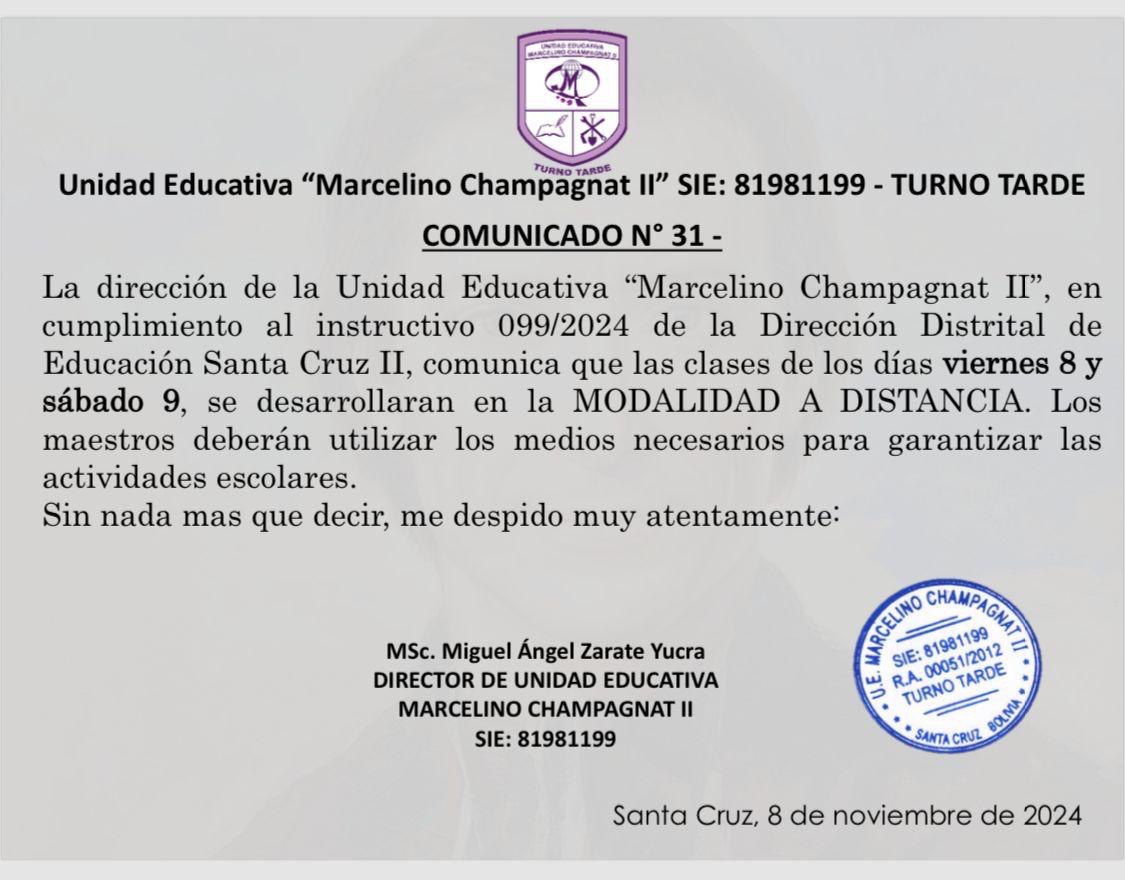 UNIDAD EDUCATIVA
MARCELINO CHAMPAGNAT II
TURNO TARDE
Unidad Educativa “Marcelino Champagnat II” SIE: 81981199 - TURNO TARDE
COMUNICADO N° 31 -
La dirección de la Unidad Educativa “Marcelino Champagnat II”, en
cumplimiento al instructivo 099/2024 de la Dirección Distrital de
Educación Santa Cruz II, comunica que las clases de los días viernes 8 y
sábado 9, se desarrollaran en la MODALIDAD A DISTANCIA. Los
maestros deberán utilizar los medios necesarios para garantizar las
actividades escolares.
Sin nada mas que decir, me despido muy atentamente:
MSc. Miguel Ángel Zarate Yucra
DIRECTOR DE UNIDAD EDUCATIVA
MARCELINO CHAMPAGNAT II
SIE: 81981199
U.E. MARCELINO CHAMPAGNAT II
SIE: 81981199
R.A. 00051/2012
TURNO TARDE
SANTA CRUZ BOLIVIA
Santa Cruz, 8 de noviembre de 2024